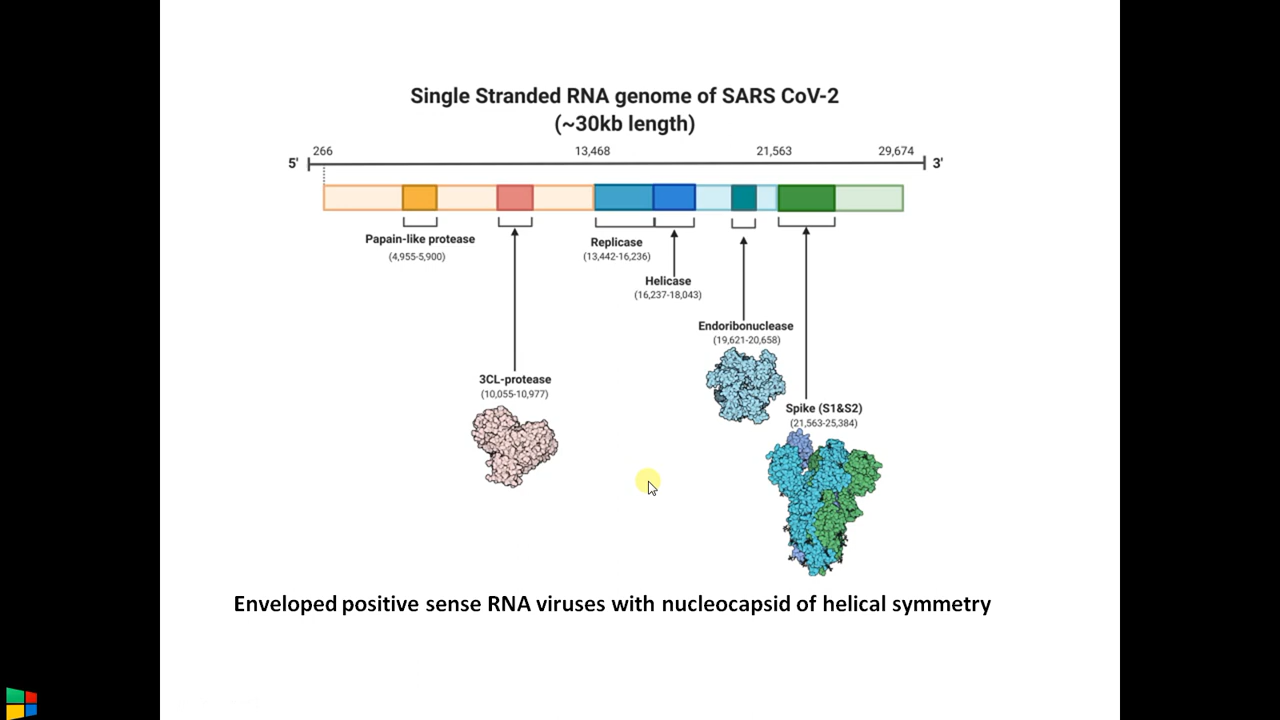 Single Stranded RNA genome of SARS CoV-2
(~30kb length)
266 13,468 21,563 29,674
5' 3'
Papain-like protease
(4,955-5,900)
Replicase
(13,442-16,236)
Helicase
(16,237-18,043)
Endoribonuclease
(19,621-20,658)
3CL-protease
(10,055-10,977)
Spike (S1&S2)
(21,563-25,384)
Enveloped positive sense RNA viruses with nucleocapsid of helical symmetry